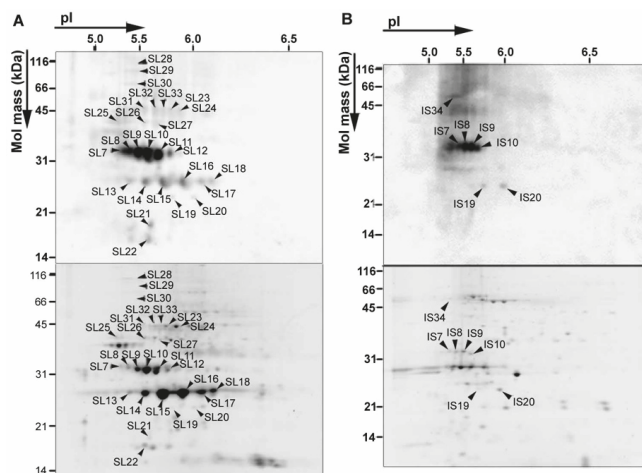 A
pI
5.0 5.5 6.0 6.5
Mol mass (kDa)
116
66
45
31
21
14
SL28
SL29
SL30
SL32 SL33
SL31 SL23
SL25 SL26 SL24
SL27
SL9 SL10
SL8 SL11
SL7 SL12
SL16
SL18
SL13
SL14 SL15 SL17
SL19 SL20
SL21
SL22
116
66
45
31
21
14
SL28
SL29
SL30
SL32 SL33
SL31 SL23
SL25 SL26 SL24
SL27
SL8 SL9 SL10
SL11
SL7 SL12
SL16
SL18
SL13
SL14 SL15 SL17
SL19 SL20
SL21
SL22
B
pI
5.0 5.5 6.0 6.5
Mol mass (kDa)
116
66
45
31
21
14
IS34
IS8
IS7 IS9
IS10
IS19 IS20
116
66
45
31
21
14
IS34
IS7 IS8 IS9
IS10
IS19 IS20